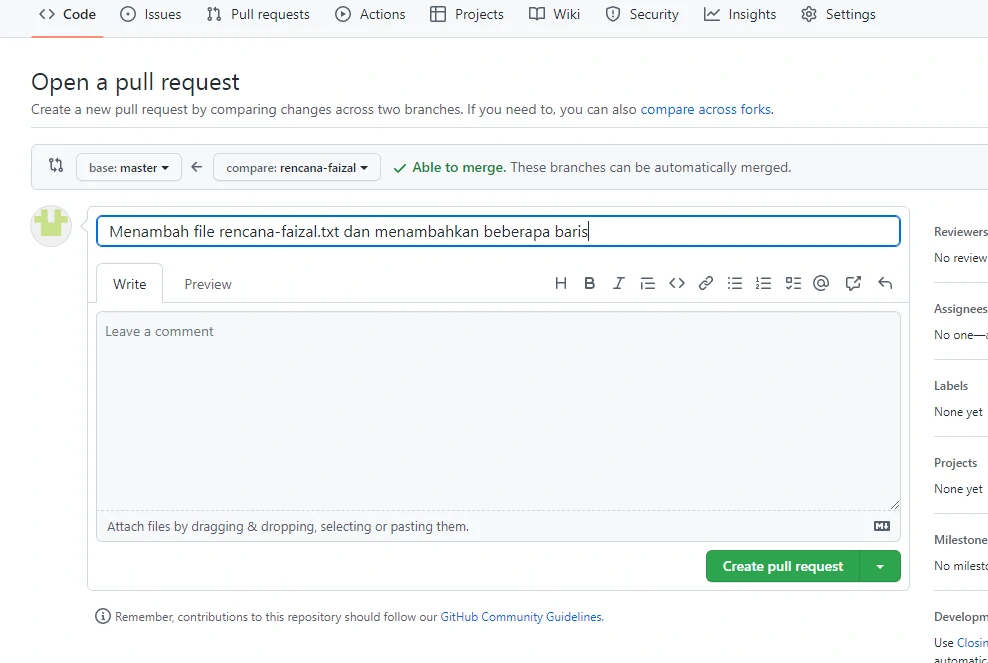 Code Issues Pull requests Actions Projects Wiki Security Insights Settings
Open a pull request
Create a new pull request by comparing changes across two branches. If you need to, you can also compare across forks.
base: master compare: rencana-faizal Able to merge. These branches can be automatically merged.
Menambah file rencana-faizal.txt dan menambahkan beberapa baris
Write Preview
Leave a comment
Attach files by dragging & dropping, selecting or pasting them.
Create pull request
Remember, contributions to this repository should follow our GitHub Community Guidelines.
Reviewers
No review
Assignees
No one—
Labels
None yet
Projects
None yet
Milestone
No milesto
Developm
Use Closin
automatic